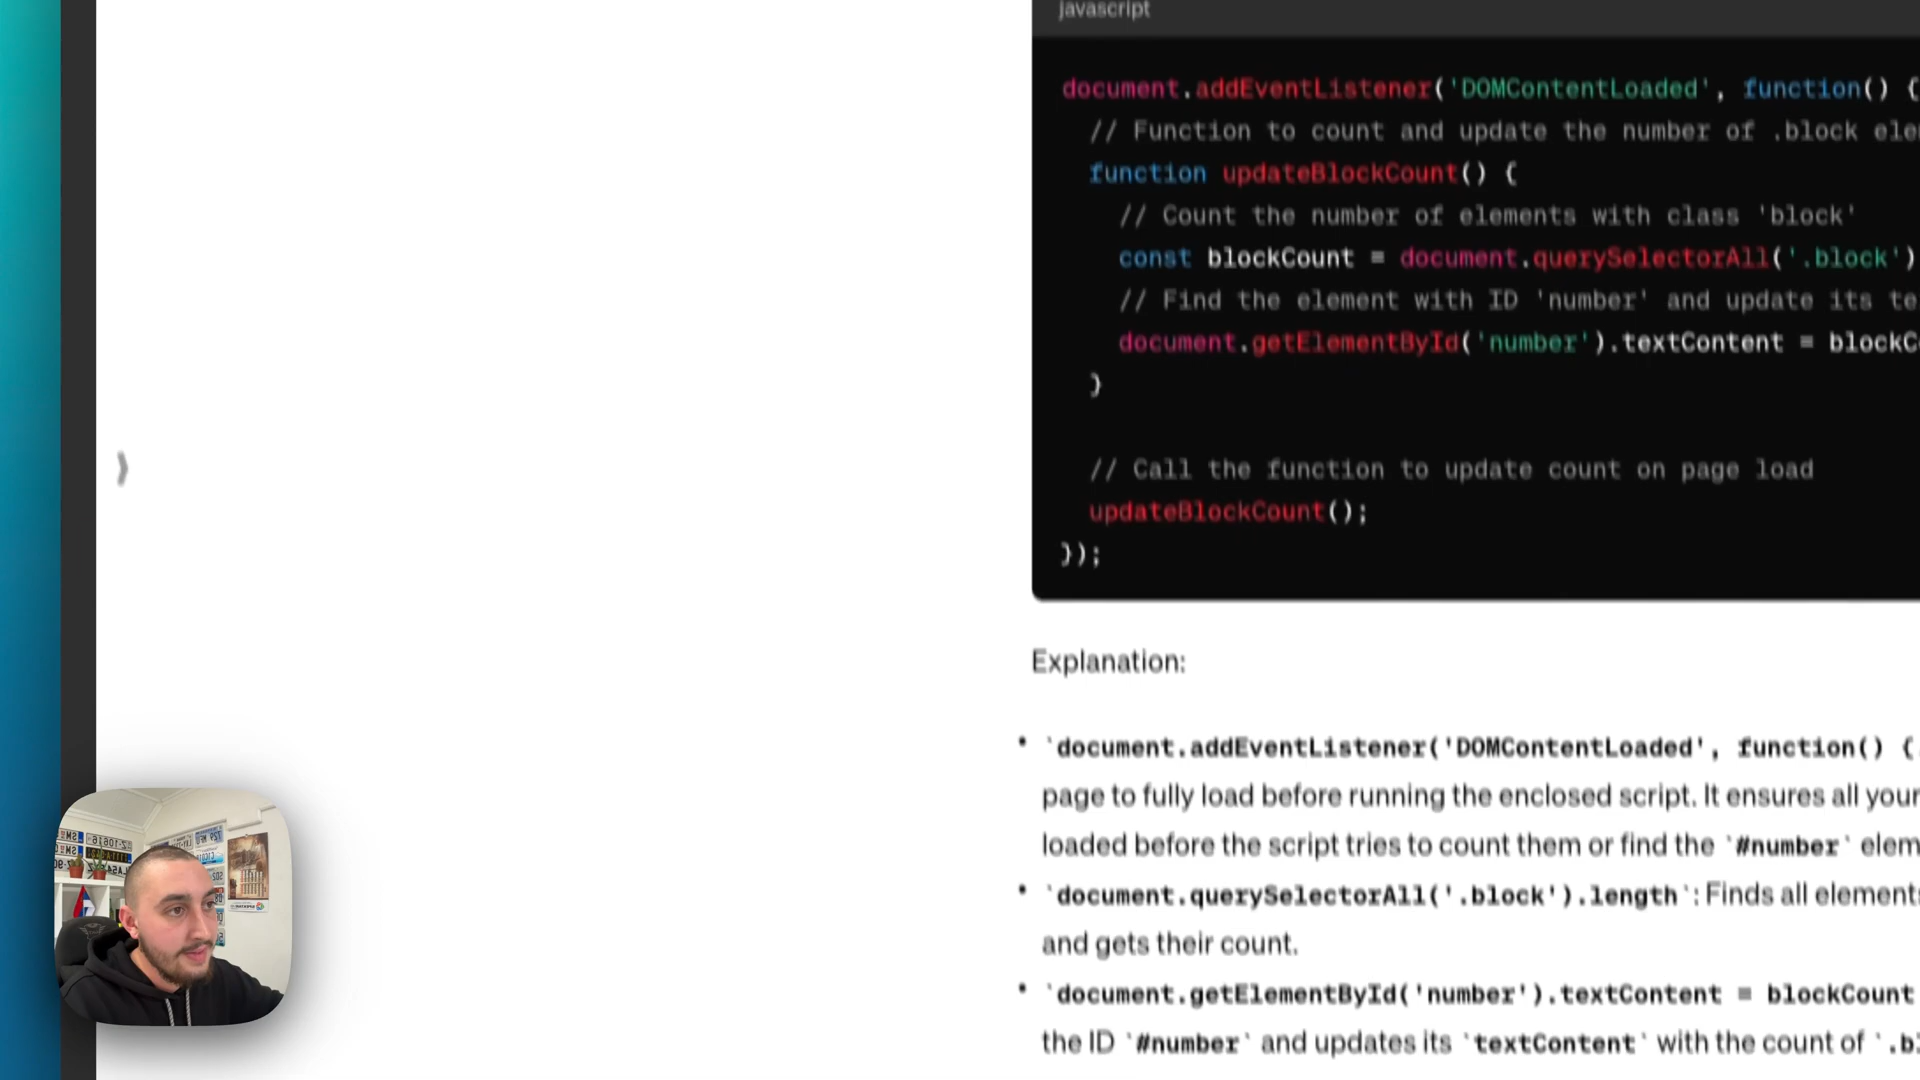 javascript
document.addEventListener('DOMContentLoaded', function() {
// Function to count and update the number of .block ele
function updateBlockCount() {
// Count the number of elements with class 'block'
const blockCount = document.querySelectorAll('.block')
// Find the element with ID 'number' and update its te
document.getElementById('number').textContent = blockC
}
// Call the function to update count on page load
updateBlockCount();
});
Explanation:
• `document.addEventListener('DOMContentLoaded', function() {
page to fully load before running the enclosed script. It ensures all your
loaded before the script tries to count them or find the `#number` elem
• `document.querySelectorAll('.block').length`: Finds all elements
and gets their count.
• `document.getElementById('number').textContent = blockCount
the ID `#number` and updates its `textContent` with the count of `.bl